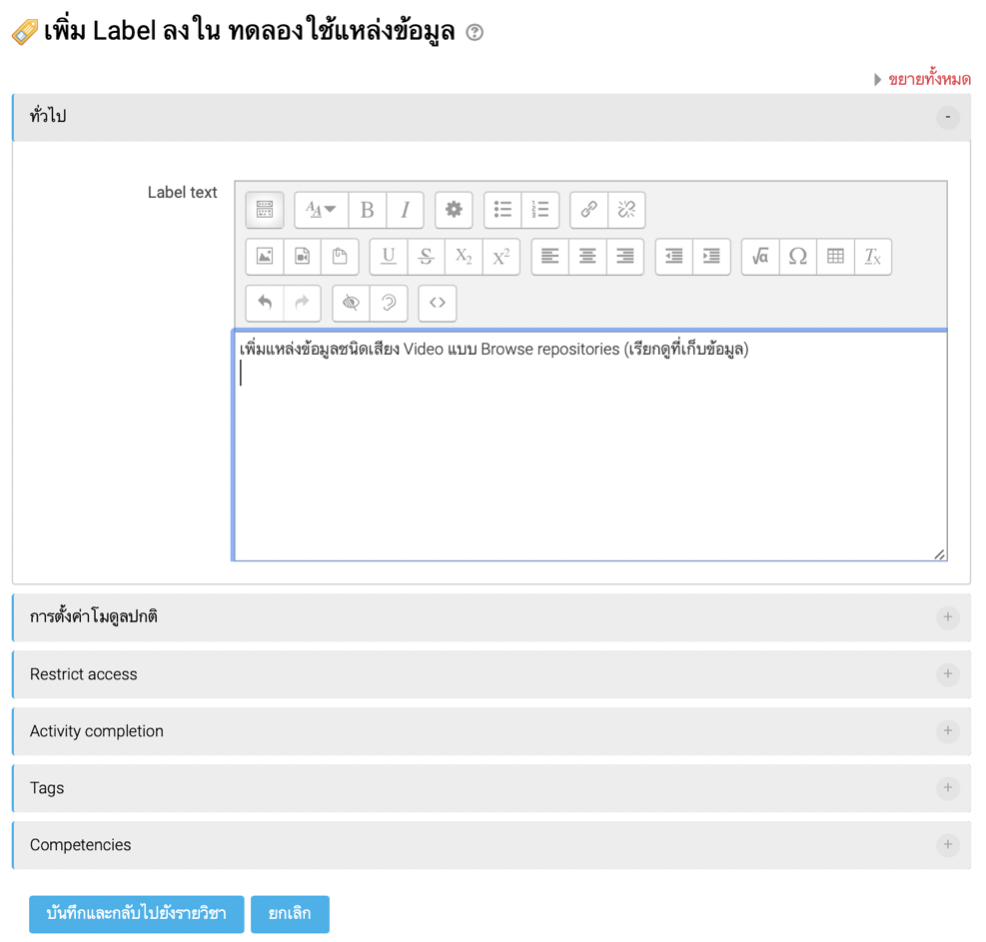 เพิ่ม Label ลงใน ทดลองใช้แหล่งข้อมูล
ขยายทั้งหมด
ทั่วไป
Label text
เพิ่มแหล่งข้อมูลชนิดเสียง Video แบบ Browse repositories (เรียกดูที่เก็บข้อมูล)
การตั้งค่าโมดูลปกติ
Restrict access
Activity completion
Tags
Competencies
บันทึกและกลับไปยังรายวิชา ยกเลิก